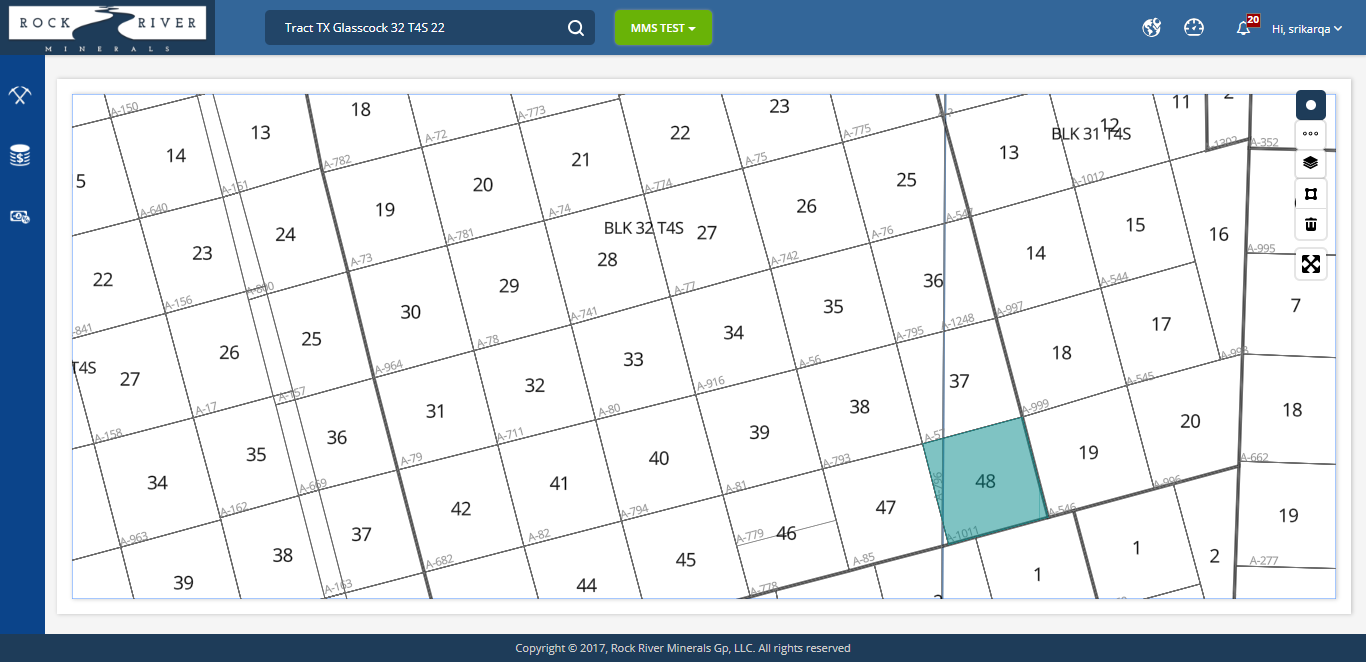 ROCK RIVER
MINERALS
Tract TX Glasscock 32 T4S 22
MMS TEST
20
Hi, srikarqa
A-150
13
18
A-773
23
11
2
14
A-72
22
A-775
12
BLK 31 T4S
A-352
5
A-151
A-782
21
A-75
13
A-640
20
A-774
25
A-1012
24
19
A-74
26
A-547
15
23
A-781
BLK 32 T4S
27
A-76
14
16
22
A-73
28
A-742
36
A-995
A-156
A-800
29
A-77
A-544
7
-841
30
A-741
35
A-997
25
A-78
34
A-795
A-1248
17
26
33
A-56
18
A-993
T4S
27
A-964
32
A-916
37
A-545
A-17
A-157
31
A-80
38
A-999
18
A-158
36
A-711
39
A-57
20
35
A-79
40
A-793
19
A-662
34
A-669
41
A-81
48
A-796
A-996
A-162
42
A-794
47
A-546
19
A-963
37
A-82
A-779
46
A-1011
38
A-682
45
A-85
1
2
A-277
39
A-163
44
A-778
1
Copyright © 2017, Rock River Minerals Gp, LLC. All rights reserved